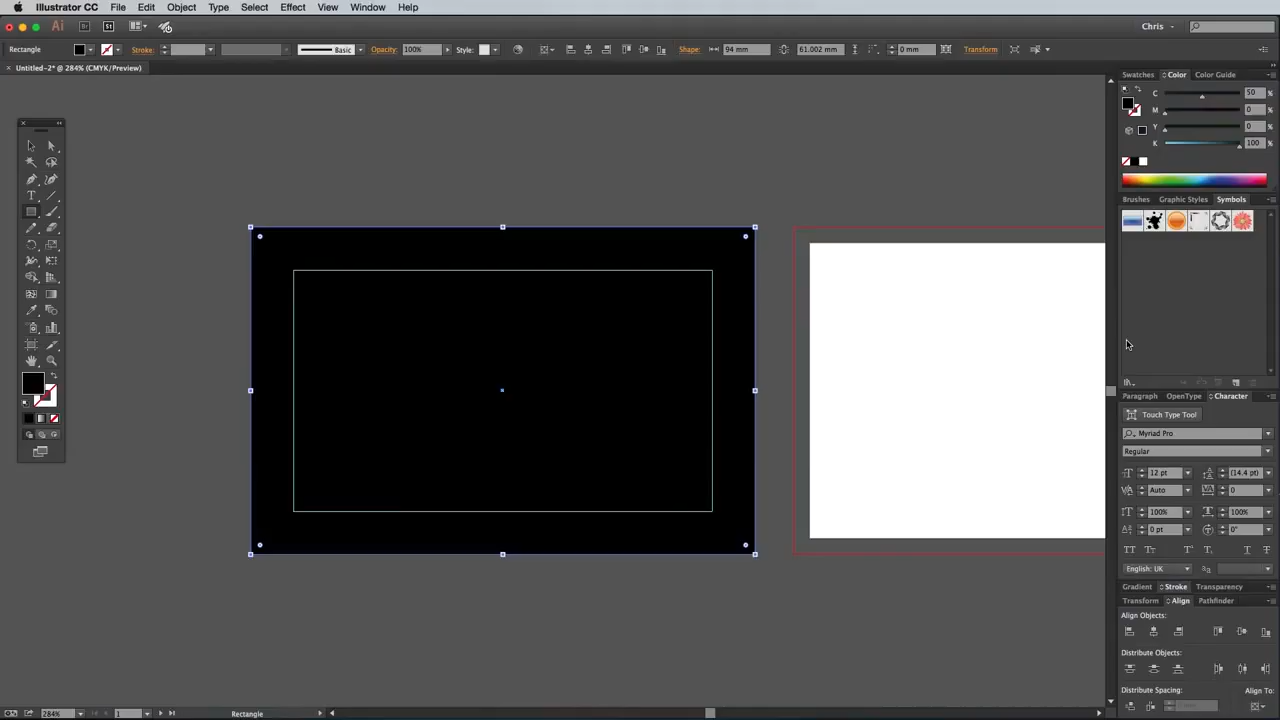 Illustrator CC File Edit Object Type Select Effect View Window Help
Ai Br St Chris
Rectangle Stroke: Basic Opacity: 100% Style: Shape: 94 mm 61.002 mm 0 mm Transform
Untitled-2* @ 284% (CMYK/Preview)
Swatches Color Color Guide
C 50 %
M 0 %
Y 0 %
K 100 %
Brushes Graphic Styles Symbols
Paragraph OpenType Character
Touch Type Tool
Myriad Pro
Regular
12 pt (14.4 pt)
Auto 0
100% 100%
0 pt 0°
English: UK
Gradient Stroke Transparency
Transform Align Pathfinder
Align Objects:
Distribute Objects:
Distribute Spacing: Align To:
284% 1 Rectangle